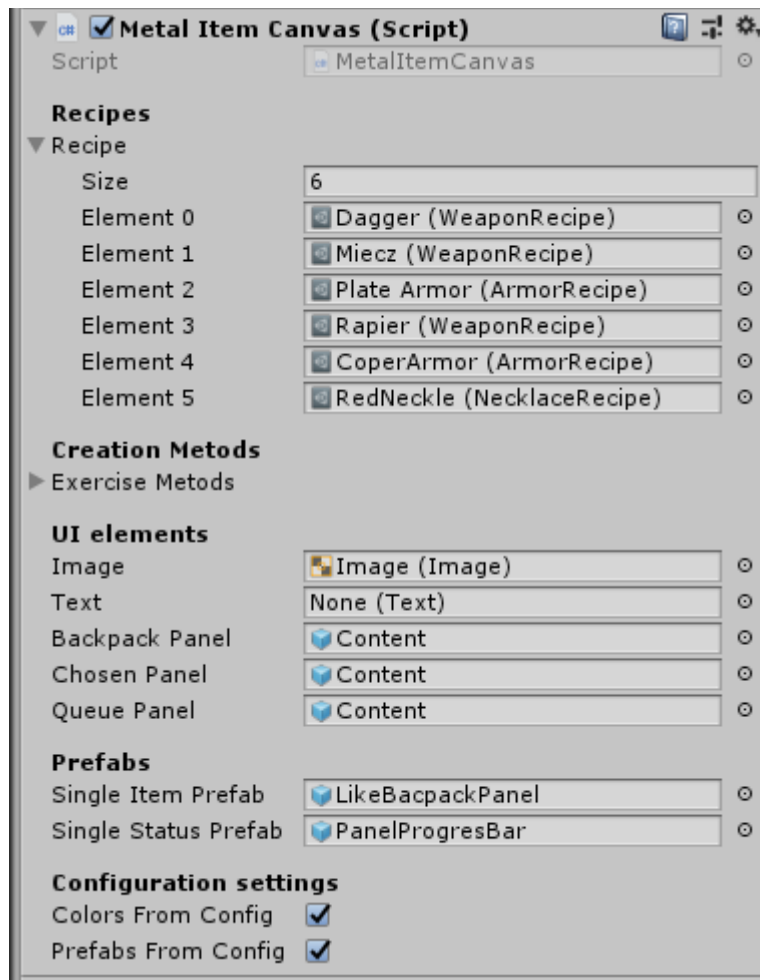 Metal Item Canvas (Script)
Script MetalItemCanvas
Recipes
Recipe
Size 6
Element 0 Dagger (WeaponRecipe)
Element 1 Miecz (WeaponRecipe)
Element 2 Plate Armor (ArmorRecipe)
Element 3 Rapier (WeaponRecipe)
Element 4 CoperArmor (ArmorRecipe)
Element 5 RedNeckle (NecklaceRecipe)
Creation Metods
Exercise Metods
UI elements
Image Image (Image)
Text None (Text)
Backpack Panel Content
Chosen Panel Content
Queue Panel Content
Prefabs
Single Item Prefab LikeBacpackPanel
Single Status Prefab PanelProgresBar
Configuration settings
Colors From Config
Prefabs From Config